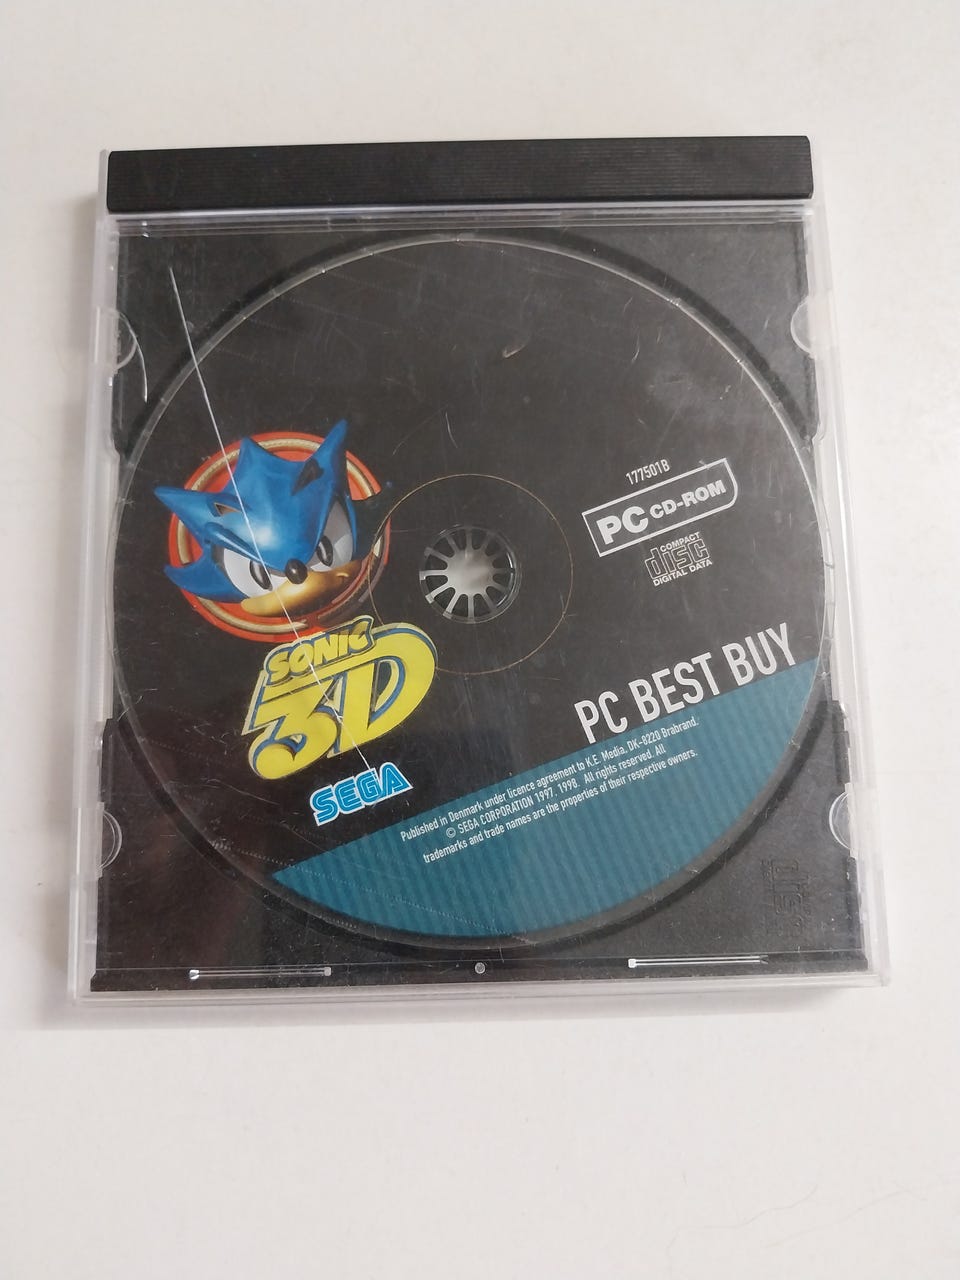 177501B
PC CD-ROM
COMPACT
disc
DIGITAL DATA
SONIC
3D
SEGA
PC BEST BUY
Published in Denmark under licence agreement to K.E. Media, DK-8220 Brabrand.
© SEGA CORPORATION 1997, 1998. All rights reserved. All
trademarks and trade names are the properties of their respective owners.